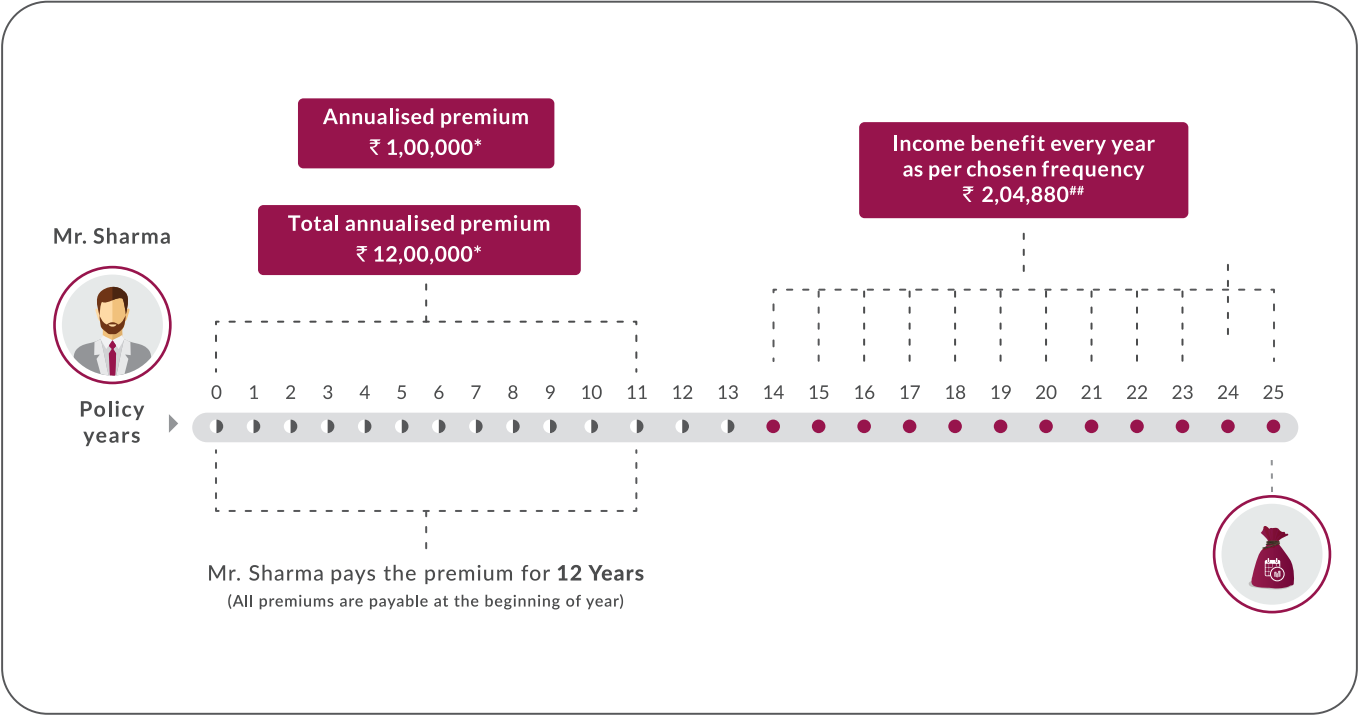 Annualised premium
₹ 1,00,000*
Total annualised premium
₹ 12,00,000*
Income benefit every year
as per chosen frequency
₹ 2,04,880##
Mr. Sharma
Policy
years
0 1 2 3 4 5 6 7 8 9 10 11 12 13 14 15 16 17 18 19 20 21 22 23 24 25
Mr. Sharma pays the premium for 12 Years
(All premiums are payable at the beginning of year)